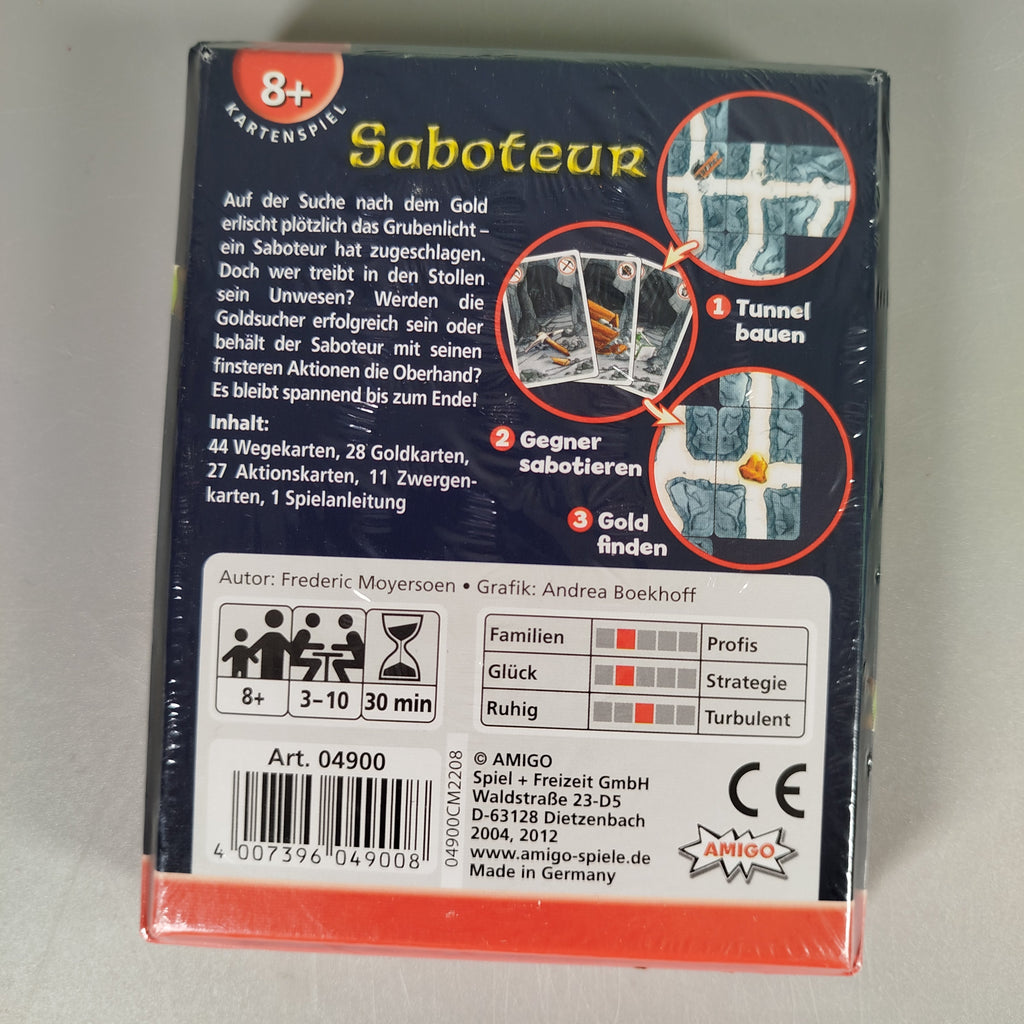 8+
KARTENSPIEL
Saboteur
Auf der Suche nach dem Gold
erlischt plötzlich das Grubenlicht –
ein Saboteur hat zugeschlagen.
Doch wer treibt in den Stollen
sein Unwesen? Werden die
Goldsucher erfolgreich sein oder
behält der Saboteur mit seinen
finsteren Aktionen die Oberhand?
Es bleibt spannend bis zum Ende!
Inhalt:
44 Wegekarten, 28 Goldkarten,
27 Aktionskarten, 11 Zwergen-
karten, 1 Spielanleitung
1 Tunnel
bauen
2 Gegner
sabotieren
3 Gold
finden
Autor: Frederic Moyersoen • Grafik: Andrea Boekhoff
8+ 3–10 30 min
Familien Profis
Glück Strategie
Ruhig Turbulent
Art. 04900
4 007396 049008
04900CM2208
© AMIGO
Spiel + Freizeit GmbH
Waldstraße 23-D5
D-63128 Dietzenbach
2004, 2012
www.amigo-spiele.de
Made in Germany
CE
AMIGO